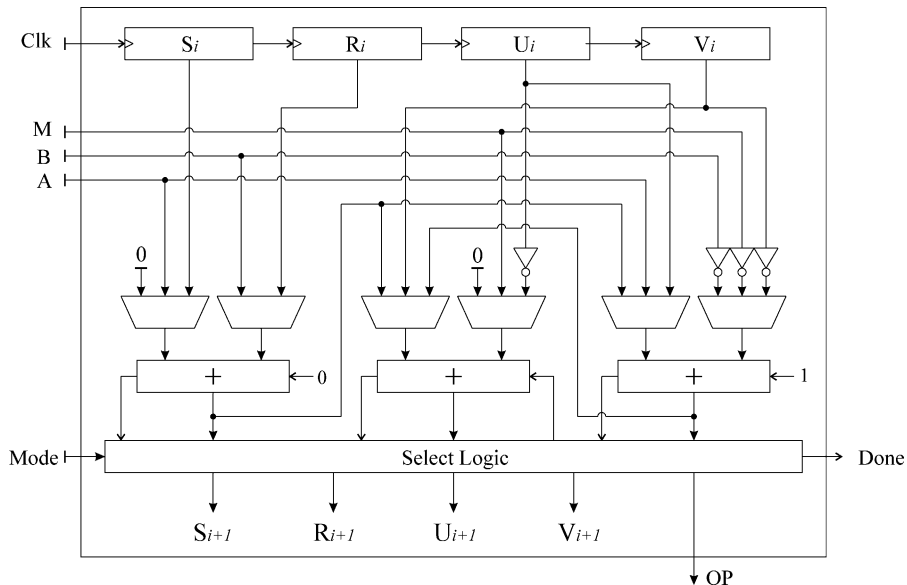 Clk
Si
Ri
Ui
Vi
M
B
A
0
0
+
0
+
+
1
Mode
Select Logic
Done
Si+1
Ri+1
Ui+1
Vi+1
OP